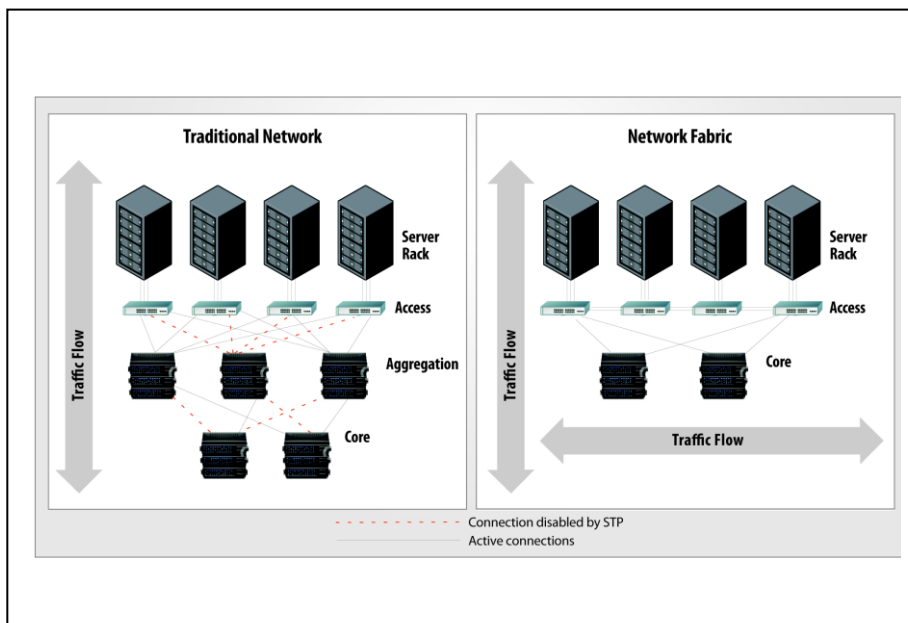 Traditional Network
Traffic Flow
Server
Rack
Access
Aggregation
Core
Network Fabric
Traffic Flow
Server
Rack
Access
Core
Traffic Flow
Connection disabled by STP
Active connections